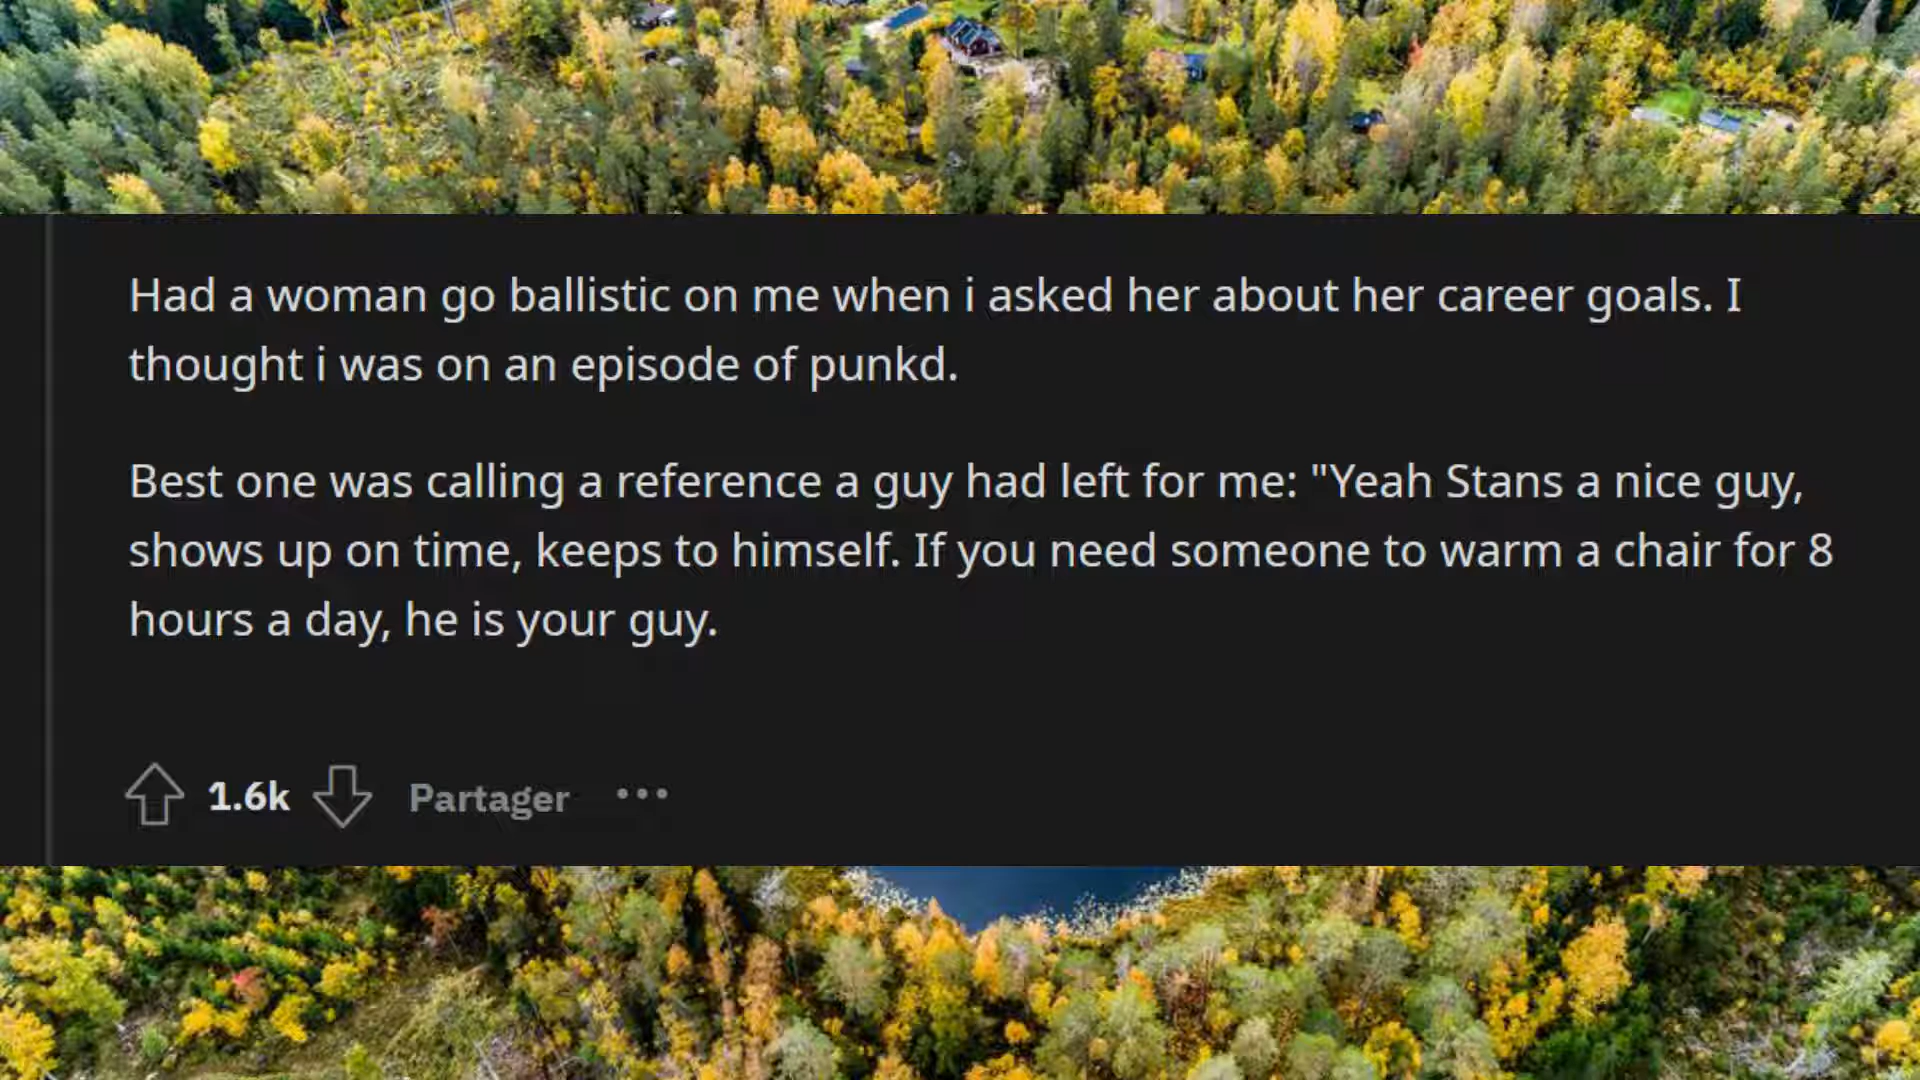 Had a woman go ballistic on me when i asked her about her career goals. I
thought i was on an episode of punkd.
Best one was calling a reference a guy had left for me: "Yeah Stans a nice guy,
shows up on time, keeps to himself. If you need someone to warm a chair for 8
hours a day, he is your guy.
1.6k Partager ...